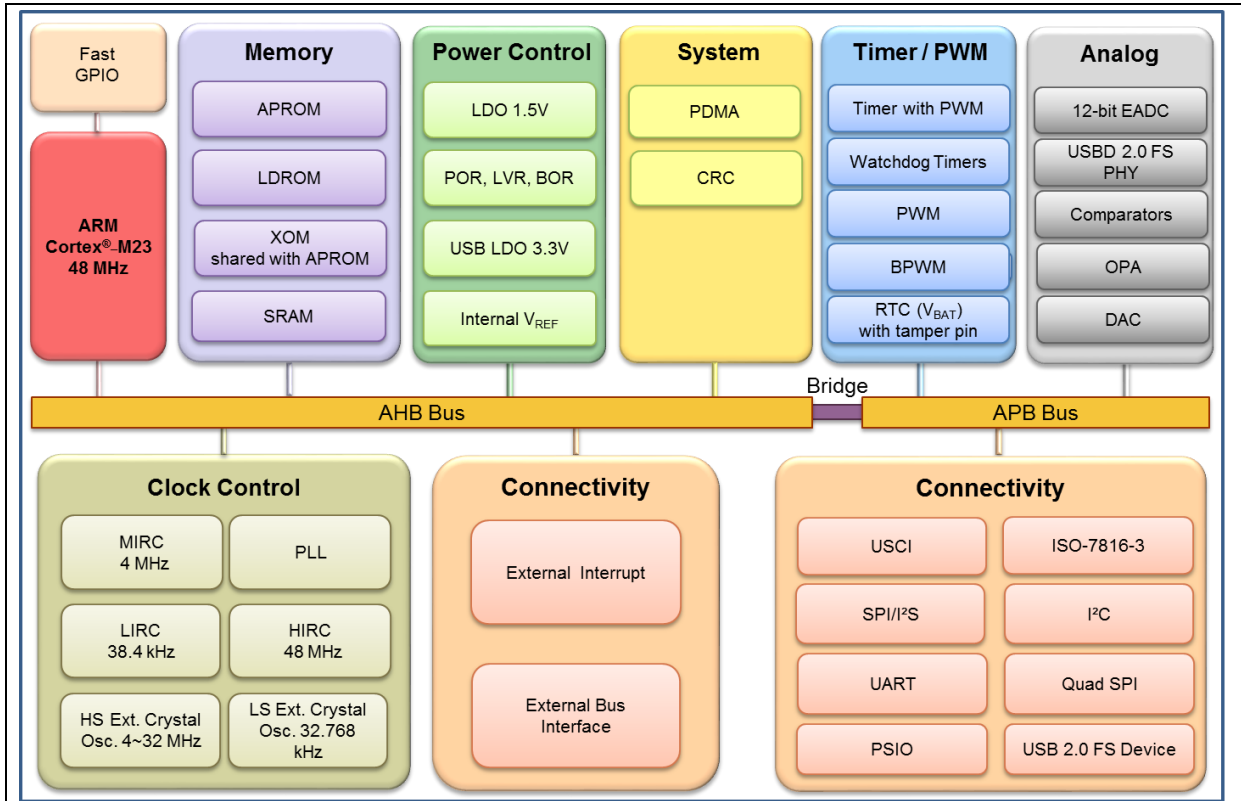 Fast
GPIO
ARM
Cortex®-M23
48 MHz
Memory
APROM
LDROM
XOM
shared with APROM
SRAM
Power Control
LDO 1.5V
POR, LVR, BOR
USB LDO 3.3V
Internal VREF
System
PDMA
CRC
Timer / PWM
Timer with PWM
Watchdog Timers
PWM
BPWM
RTC (VBAT)
with tamper pin
Analog
12-bit EADC
USBD 2.0 FS
PHY
Comparators
OPA
DAC
Bridge
AHB Bus
APB Bus
Clock Control
MIRC
4 MHz
PLL
LIRC
38.4 kHz
HIRC
48 MHz
HS Ext. Crystal
Osc. 4~32 MHz
LS Ext. Crystal
Osc. 32.768
kHz
Connectivity
External Interrupt
External Bus
Interface
Connectivity
USCI
ISO-7816-3
SPI/I²S
I²C
UART
Quad SPI
PSIO
USB 2.0 FS Device